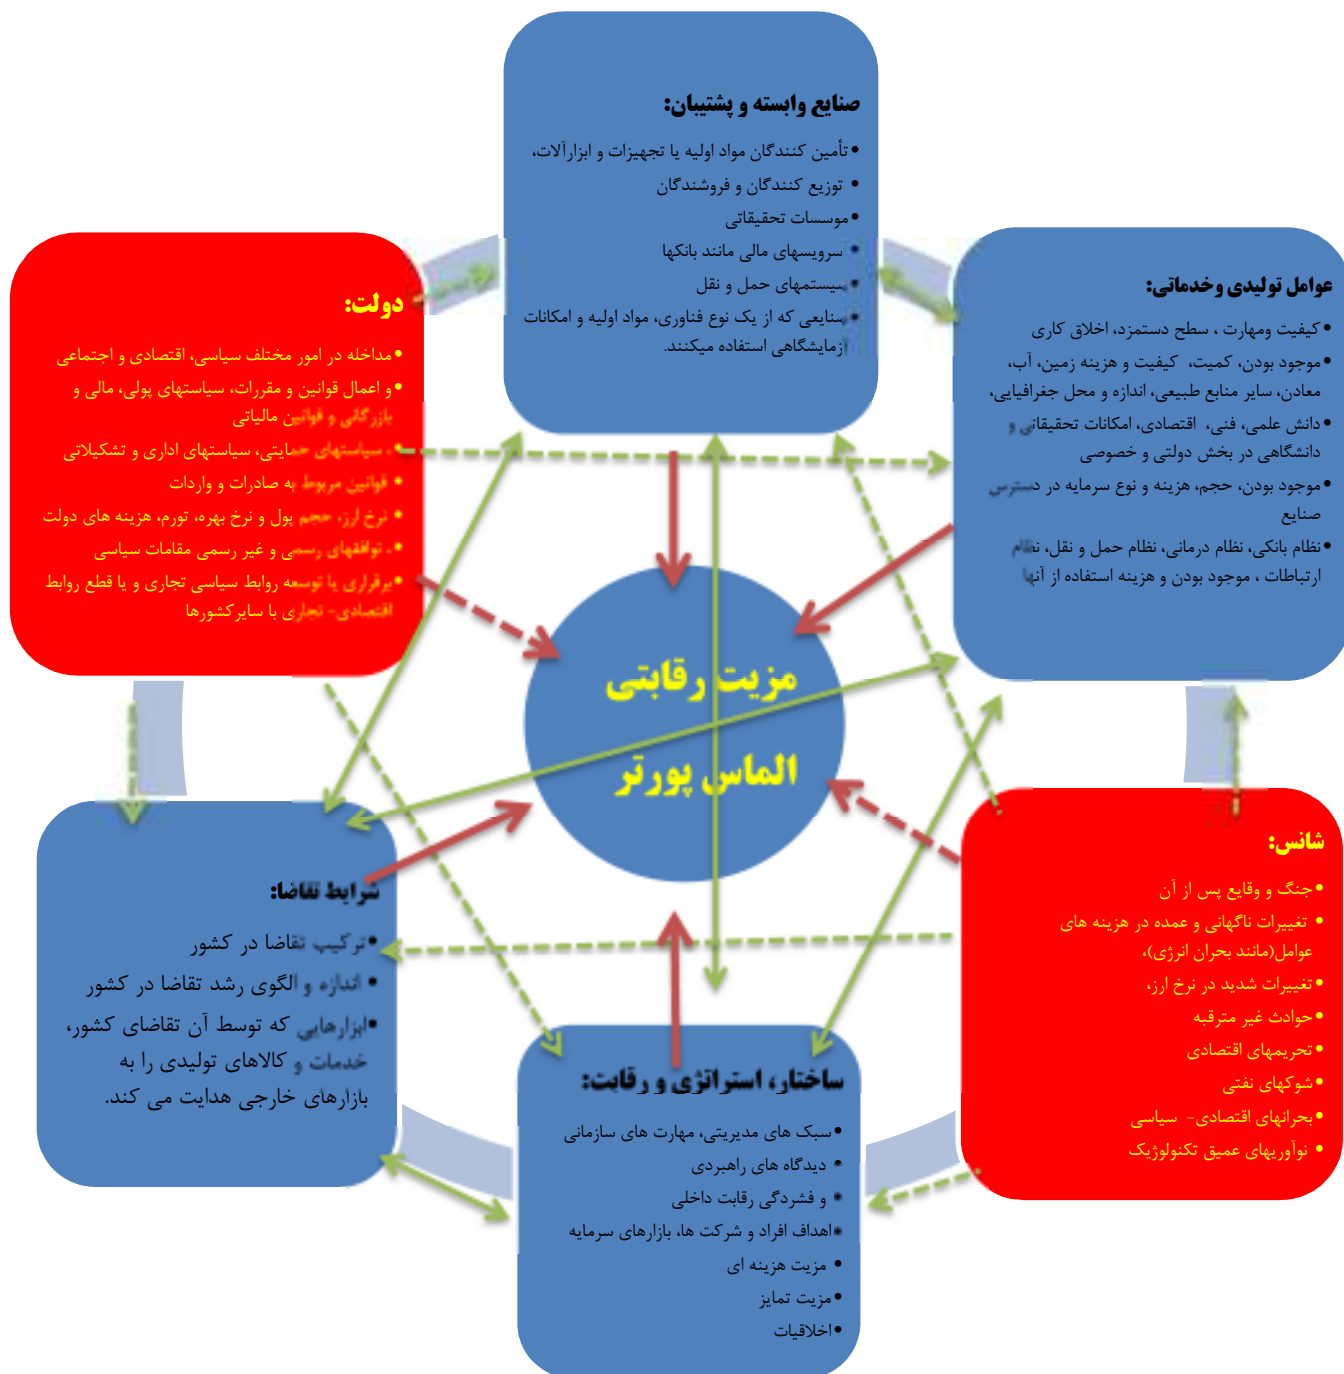 صنایع وابسته و پشتیبان:
•تأمین کنندگان مواد اولیه یا تجهیزات و ابزارآلات،
• توزیع کنندگان و فروشندگان
•موسسات تحقیقاتی
• سرویسهای مالی مانند بانکها
•سیستمهای حمل و نقل
•صنایعی که از یک نوع فناوری، مواد اولیه و امکانات
آزمایشگاهی استفاده میکنند.
عوامل تولیدی وخدماتی:
•کیفیت ومهارت ، سطح دستمزد، اخلاق کاری
•موجود بودن، کمیت، کیفیت و هزینه زمین، آب،
معادن، سایر منابع طبیعی، اندازه و محل جغرافیایی،
•دانش علمی، فنی، اقتصادی، امکانات تحقیقاتی و
دانشگاهی در بخش دولتی و خصوصی
•موجود بودن، حجم، هزینه و نوع سرمایه در دسترس
صنایع
•نظام بانکی، نظام درمانی، نظام حمل و نقل، نظام
ارتباطات ، موجود بودن و هزینه استفاده از آنها
دولت:
•مداخله در امور مختلف سیاسی، اقتصادی و اجتماعی
•و اعمال قوانین و مقررات، سیاستهای پولی، مالی و
بازرگانی و قوانین مالیاتی
•، سیاستهای حمایتی، سیاستهای اداری و تشکیلاتی
• قوانین مربوط به صادرات و واردات
• نرخ ارز، حجم پول و نرخ بهره، تورم، هزینه های دولت
•، توافقهای رسمی و غیر رسمی مقامات سیاسی
•برقراری یا توسعه روابط سیاسی تجاری و یا قطع روابط
اقتصادی- تجاری با سایرکشورها
مزیت رقابتی
الماس پورتر
شانس:
•جنگ و وقایع پس از آن
• تغییرات ناگهانی و عمده در هزینه های
عوامل(مانند بحران انرژی)،
•تغییرات شدید در نرخ ارز،
•حوادث غیر مترقبه
•تحریمهای اقتصادی
•شوکهای نفتی
•بحرانهای اقتصادی- سیاسی
• نوآوریهای عمیق تکنولوژیک
شرایط تقاضا:
•ترکیب تقاضا در کشور
• اندازه و الگوی رشد تقاضا در کشور
•ابزارهایی که توسط آن تقاضای کشور،
خدمات و کالاهای تولیدی را به
بازارهای خارجی هدایت می کند.
ساختار، استراتژی و رقابت:
•سبک های مدیریتی، مهارت های سازمانی
• دیدگاه های راهبردی
• و فشردگی رقابت داخلی
•اهداف افراد و شرکت ها، بازارهای سرمایه
• مزیت هزینه ای
•مزیت تمایز
•اخلاقیات